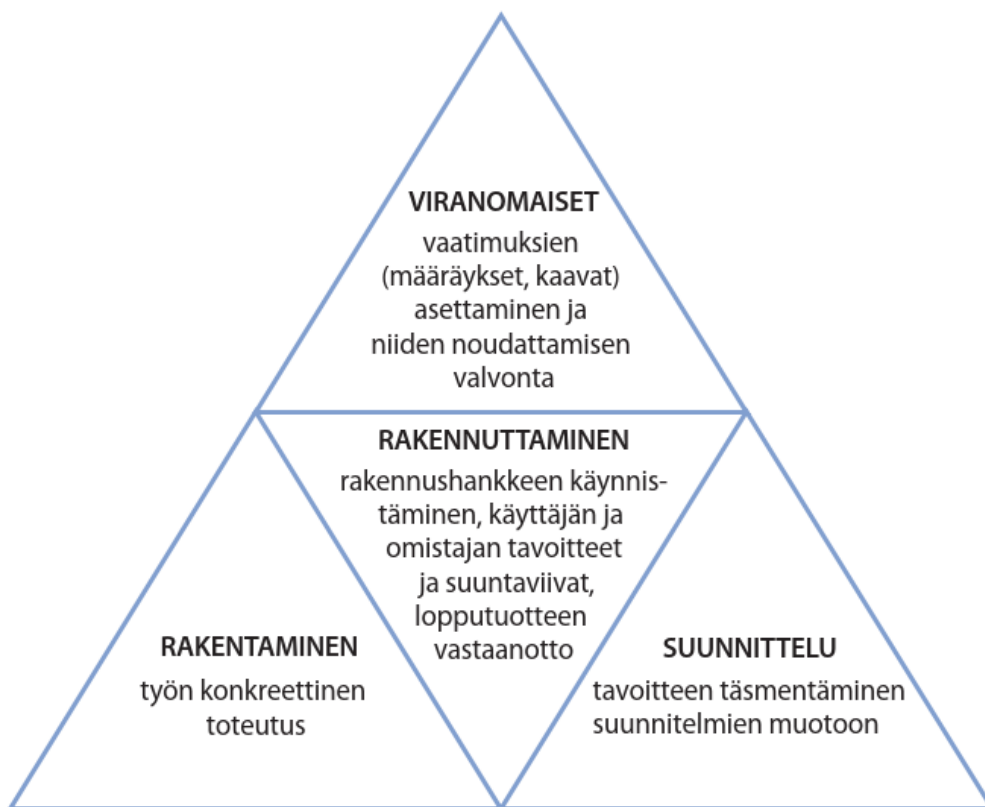 VIRANOMAISET
vaatimuksien
(määräykset, kaavat)
asettaminen ja
niiden noudattamisen
valvonta
RAKENNUTTAMINEN
rakennushankkeen käynnis-
täminen, käyttäjän ja
omistajan tavoitteet
ja suuntaviivat,
lopputuotteen
vastaanotto
RAKENTAMINEN
työn konkreettinen
toteutus
SUUNNITTELU
tavoitteen täsmentäminen
suunnitelmien muotoon